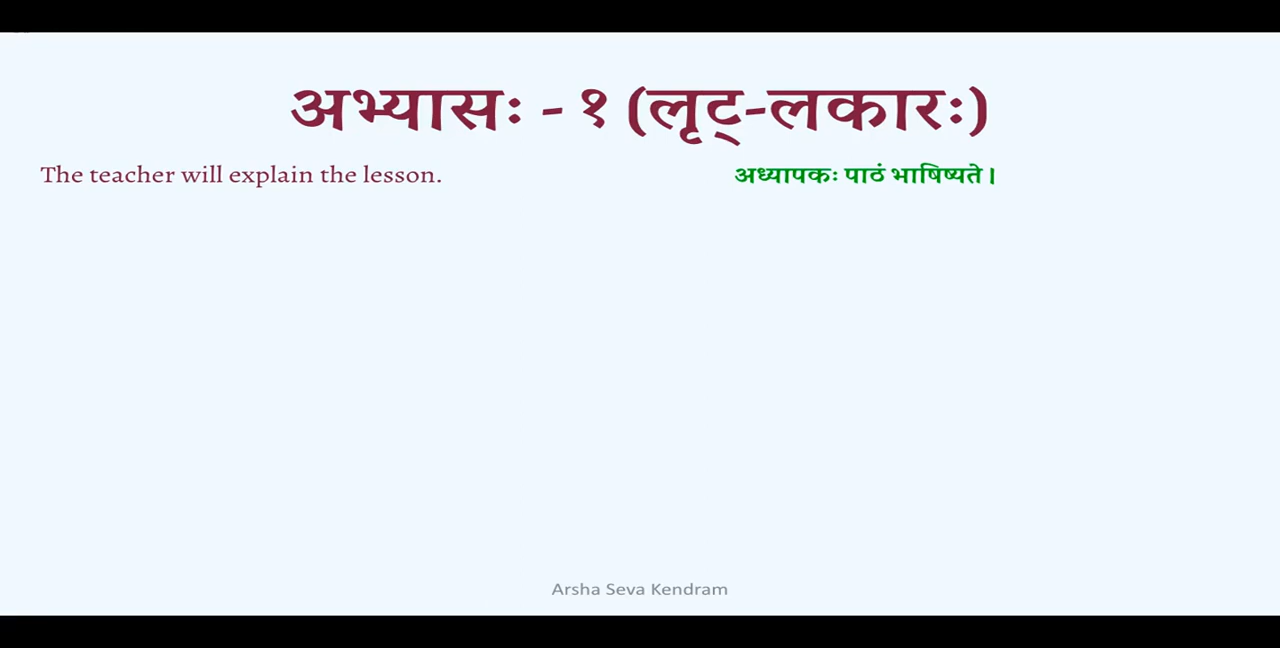 अभ्यासः - १ (लृट्-लकारः)
The teacher will explain the lesson.
अध्यापकः पाठं भाषिष्यते ।
Arsha Seva Kendram